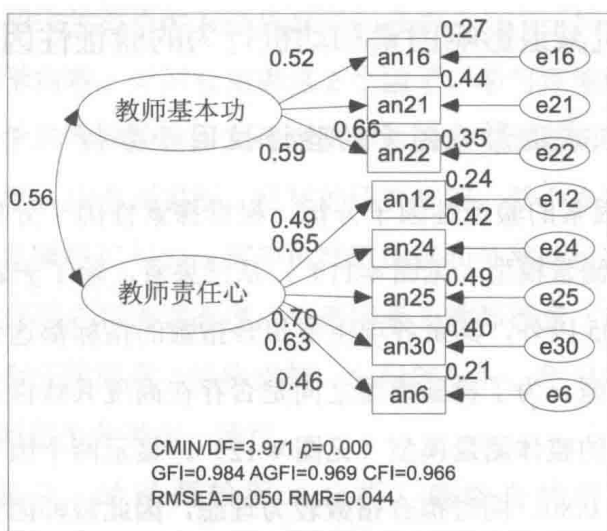 0.27
0.52 an16 e16
0.44
an21 e21
教师基本功
0.66 0.35
an22 e22
0.59
0.24
0.56
an12 e12
0.49 0.42
0.65 an24 e24
0.49
教师责任心 an25 e25
0.70 0.40
0.63 an30 e30
0.21
0.46 an6 e6
CMIN/DF=3.971 p=0.000
GFI=0.984 AGFI=0.969 CFI=0.966
RMSEA=0.050 RMR=0.044